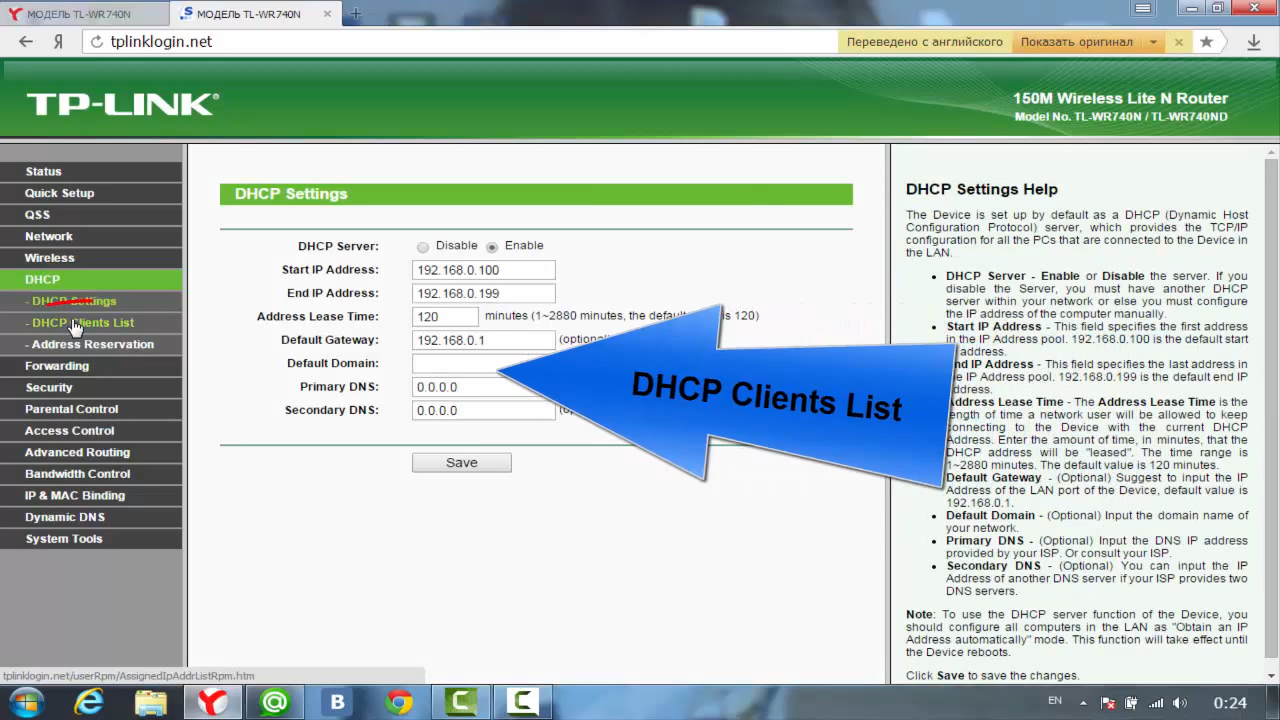 МОДЕЛЬ TL-WR740N
МОДЕЛЬ TL-WR740N
tplinklogin.net
Переведено с английского
Показать оригинал
TP-LINK®
150M Wireless Lite N Router
Model No. TL-WR740N / TL-WR740ND
Status
Quick Setup
QSS
Network
Wireless
DHCP
- DHCP Settings
- DHCP Clients List
- Address Reservation
Forwarding
Security
Parental Control
Access Control
Advanced Routing
Bandwidth Control
IP & MAC Binding
Dynamic DNS
System Tools
DHCP Settings
DHCP Server: Disable Enable
Start IP Address: 192.168.0.100
End IP Address: 192.168.0.199
Address Lease Time: 120 minutes (1~2880 minutes, the default 120)
Default Gateway: 192.168.0.1
Default Domain:
Primary DNS: 0.0.0.0
Secondary DNS: 0.0.0.0
Save
DHCP Clients List
DHCP Settings Help
The Device is set up by default as a DHCP (Dynamic Host
Configuration Protocol) server, which provides the TCP/IP
configuration for all the PCs that are connected to the Device in
the LAN.
• DHCP Server - Enable or Disable the server. If you
disable the Server, you must have another DHCP
server within your network or else you must configure
the IP address of the computer manually.
• Start IP Address - This field specifies the first address
in the IP Address pool. 192.168.0.100 is the default start
address.
End IP Address - This field specifies the last address in
the IP Address pool. 192.168.0.199 is the default end IP
address.
Address Lease Time - The Address Lease Time is the
length of time a network user will be allowed to keep
connecting to the Device with the current DHCP
Address. Enter the amount of time, in minutes, that the
DHCP address will be "leased". The time range is
1~2880 minutes. The default value is 120 minutes.
Default Gateway - (Optional) Suggest to input the IP
Address of the LAN port of the Device, default value is
192.168.0.1.
• Default Domain - (Optional) Input the domain name of
your network.
• Primary DNS - (Optional) Input the DNS IP address
provided by your ISP. Or consult your ISP.
• Secondary DNS - (Optional) You can input the IP
Address of another DNS server if your ISP provides two
DNS servers.
Note: To use the DHCP server function of the Device, you
should configure all computers in the LAN as "Obtain an IP
Address automatically" mode. This function will take effect until
the Device reboots.
Click Save to save the changes.
tplinklogin.net/userRpm/AssignedIpAddrListRpm.htm
EN
0:24